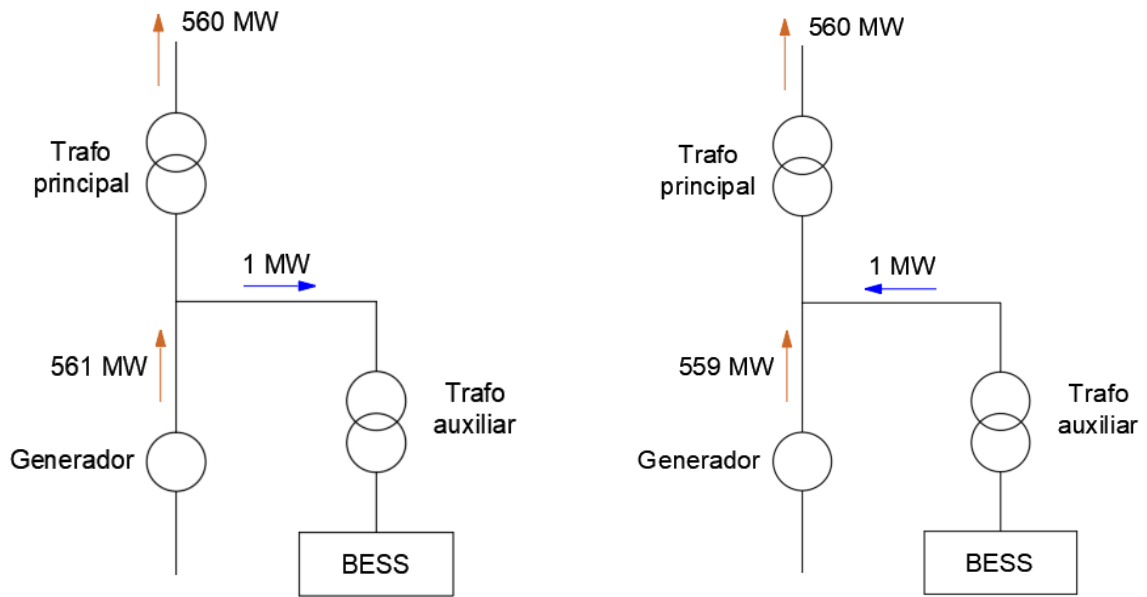 560 MW
Trafo
principal
1 MW
561 MW
Trafo
auxiliar
Generador
BESS
560 MW
Trafo
principal
1 MW
559 MW
Trafo
auxiliar
Generador
BESS